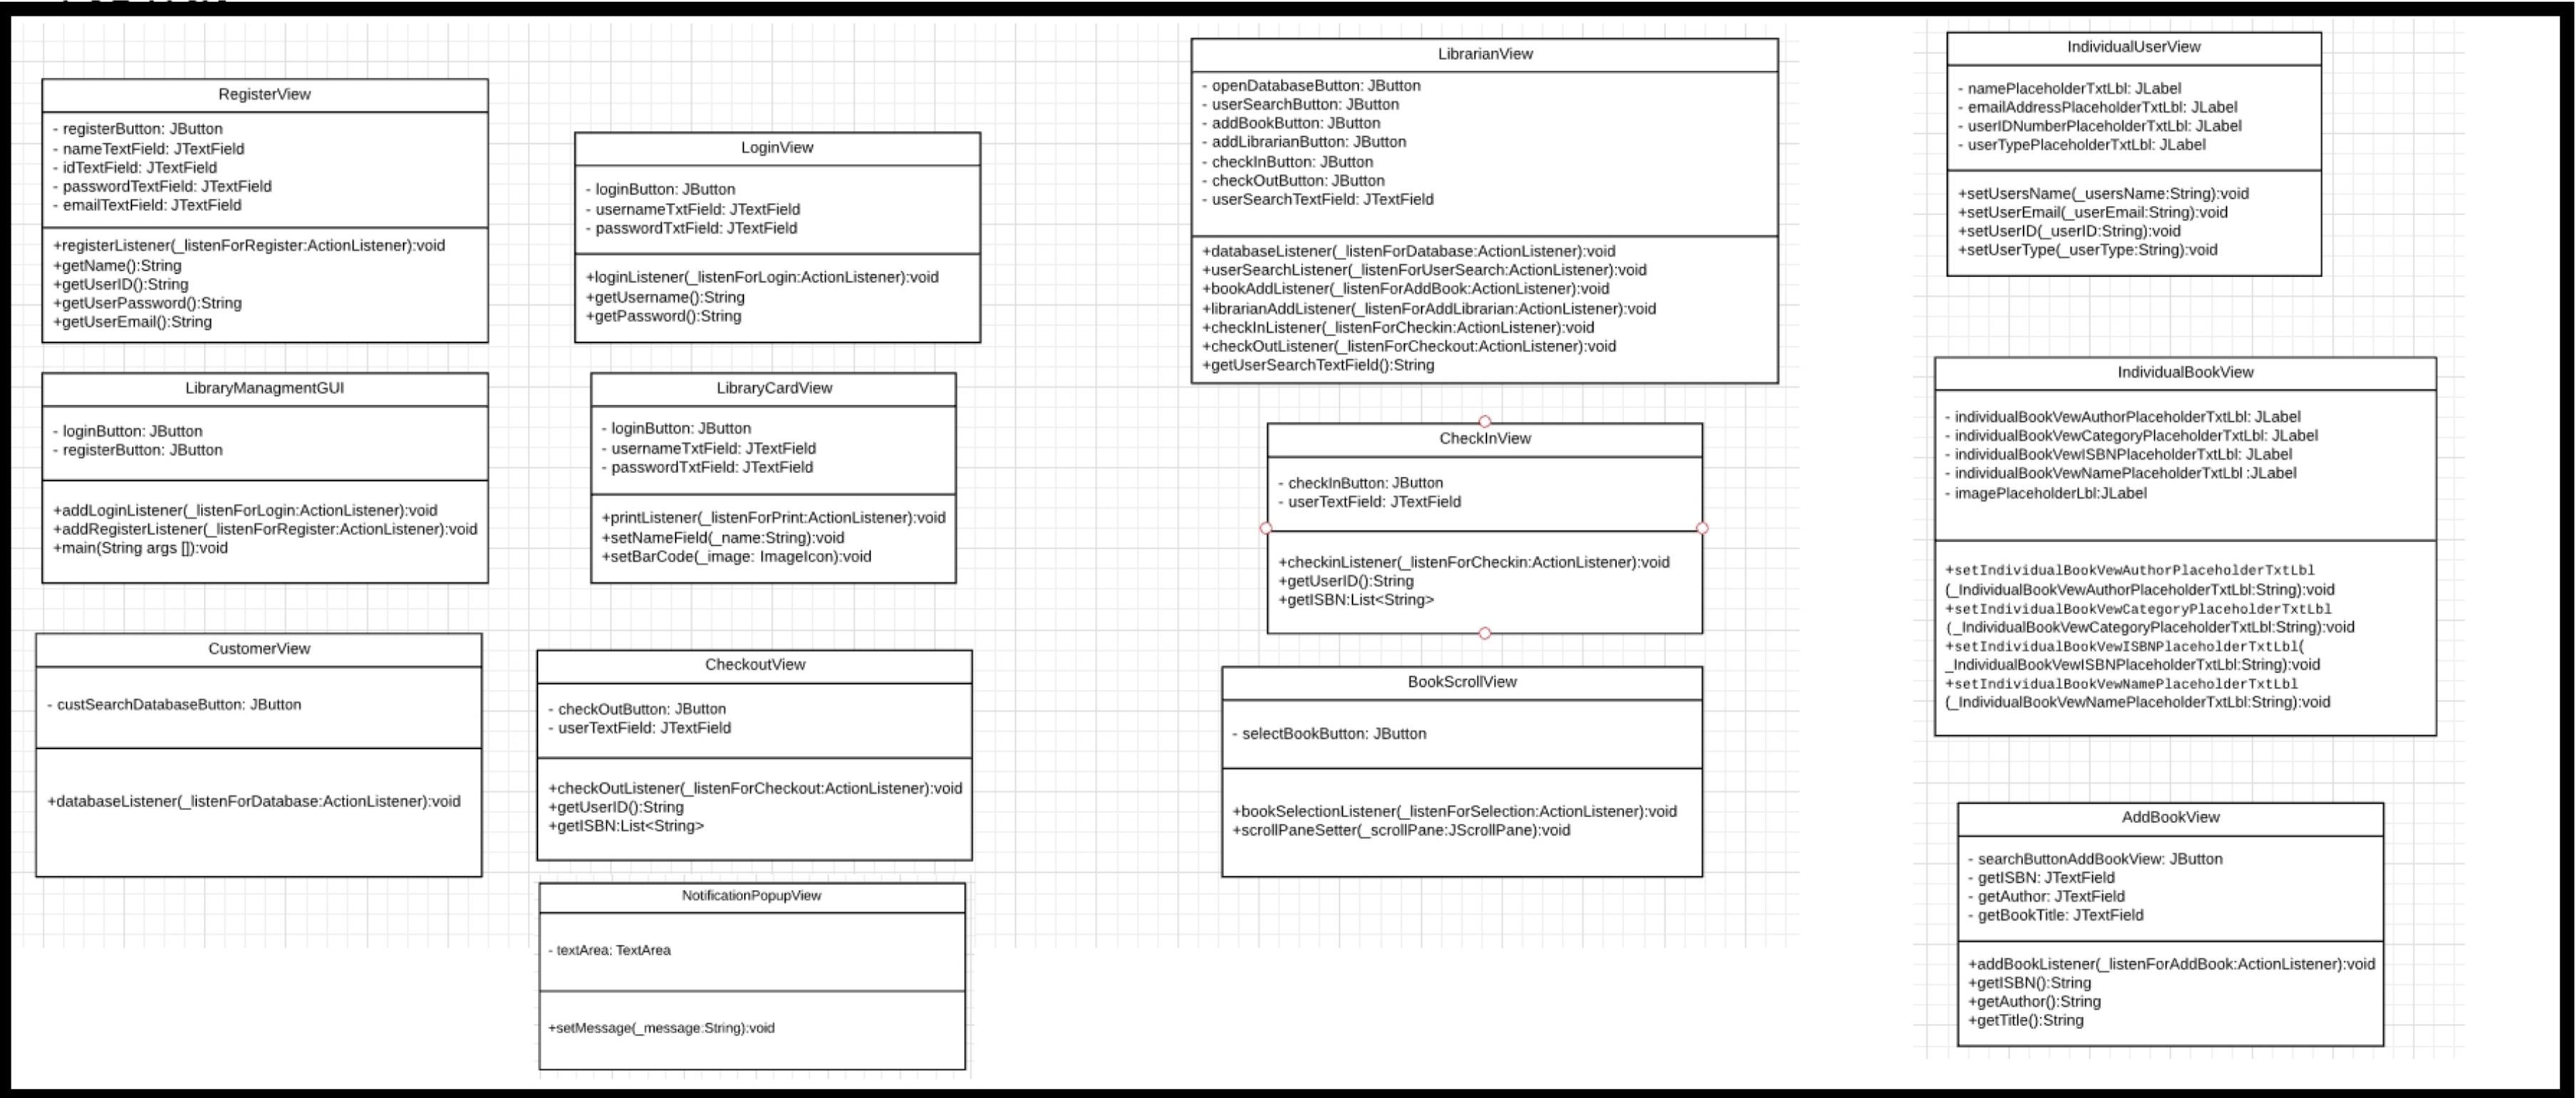 RegisterView
- registerButton: JButton
- nameTextField: JTextField
- idTextField: JTextField
- passwordTextField: JTextField
- emailTextField: JTextField
+registerListener(_listenForRegister:ActionListener):void
+getName():String
+getUserID():String
+getUserPassword():String
+getUserEmail():String
LoginView
- loginButton: JButton
- usernameTxtField: JTextField
- passwordTxtField: JTextField
+loginListener(_listenForLogin:ActionListener):void
+getUsername():String
+getPassword():String
LibrarianView
- openDatabaseButton: JButton
- userSearchButton: JButton
- addBookButton: JButton
- addLibrarianButton: JButton
- checkInButton: JButton
- checkOutButton: JButton
- userSearchTextField: JTextField
+databaseListener(_listenForDatabase:ActionListener):void
+userSearchListener(_listenForUserSearch:ActionListener):void
+bookAddListener(_listenForAddBook:ActionListener):void
+librarianAddListener(_listenForAddLibrarian:ActionListener):void
+checkInListener(_listenForCheckin:ActionListener):void
+checkOutListener(_listenForCheckout:ActionListener):void
+getUserSearchTextField():String
IndividualUserView
- namePlaceholderTxtLbl: JLabel
- emailAddressPlaceholderTxtLbl: JLabel
- userIDNumberPlaceholderTxtLbl: JLabel
- userTypePlaceholderTxtLbl: JLabel
+setUsersName(_usersName:String):void
+setUserEmail(_userEmail:String):void
+setUserID(_userID:String):void
+setUserType(_userType:String):void
LibraryManagmentGUI
- loginButton: JButton
- registerButton: JButton
+addLoginListener(_listenForLogin:ActionListener):void
+addRegisterListener(_listenForRegister:ActionListener):void
+main(String args []):void
LibraryCardView
- loginButton: JButton
- usernameTxtField: JTextField
- passwordTxtField: JTextField
+printListener(_listenForPrint:ActionListener):void
+setNameField(_name:String):void
+setBarCode(_image: ImageIcon):void
CheckInView
- checkInButton: JButton
- userTextField: JTextField
+checkinListener(_listenForCheckin:ActionListener):void
+getUserID():String
+getISBN:List<String>
IndividualBookView
- individualBookVewAuthorPlaceholderTxtLbl: JLabel
- individualBookVewCategoryPlaceholderTxtLbl: JLabel
- individualBookVewISBNPlaceholderTxtLbl: JLabel
- individualBookVewNamePlaceholderTxtLbl :JLabel
- imagePlaceholderLbl:JLabel
+setIndividualBookVewAuthorPlaceholderTxtLbl
(_IndividualBookVewAuthorPlaceholderTxtLbl:String):void
+setIndividualBookVewCategoryPlaceholderTxtLbl
(_IndividualBookVewCategoryPlaceholderTxtLbl:String):void
+setIndividualBookVewISBNPlaceholderTxtLbl(
_IndividualBookVewISBNPlaceholderTxtLbl:String):void
+setIndividualBookVewNamePlaceholderTxtLbl
(_IndividualBookVewNamePlaceholderTxtLbl:String):void
CustomerView
- custSearchDatabaseButton: JButton
+databaseListener(_listenForDatabase:ActionListener):void
CheckoutView
- checkOutButton: JButton
- userTextField: JTextField
+checkOutListener(_listenForCheckout:ActionListener):void
+getUserID():String
+getISBN:List<String>
BookScrollView
- selectBookButton: JButton
+bookSelectionListener(_listenForSelection:ActionListener):void
+scrollPaneSetter(_scrollPane:JScrollPane):void
AddBookView
- searchButtonAddBookView: JButton
- getISBN: JTextField
- getAuthor: JTextField
- getBookTitle: JTextField
+addBookListener(_listenForAddBook:ActionListener):void
+getISBN():String
+getAuthor():String
+getTitle():String
NotificationPopupView
- textArea: TextArea
+setMessage(_message:String):void